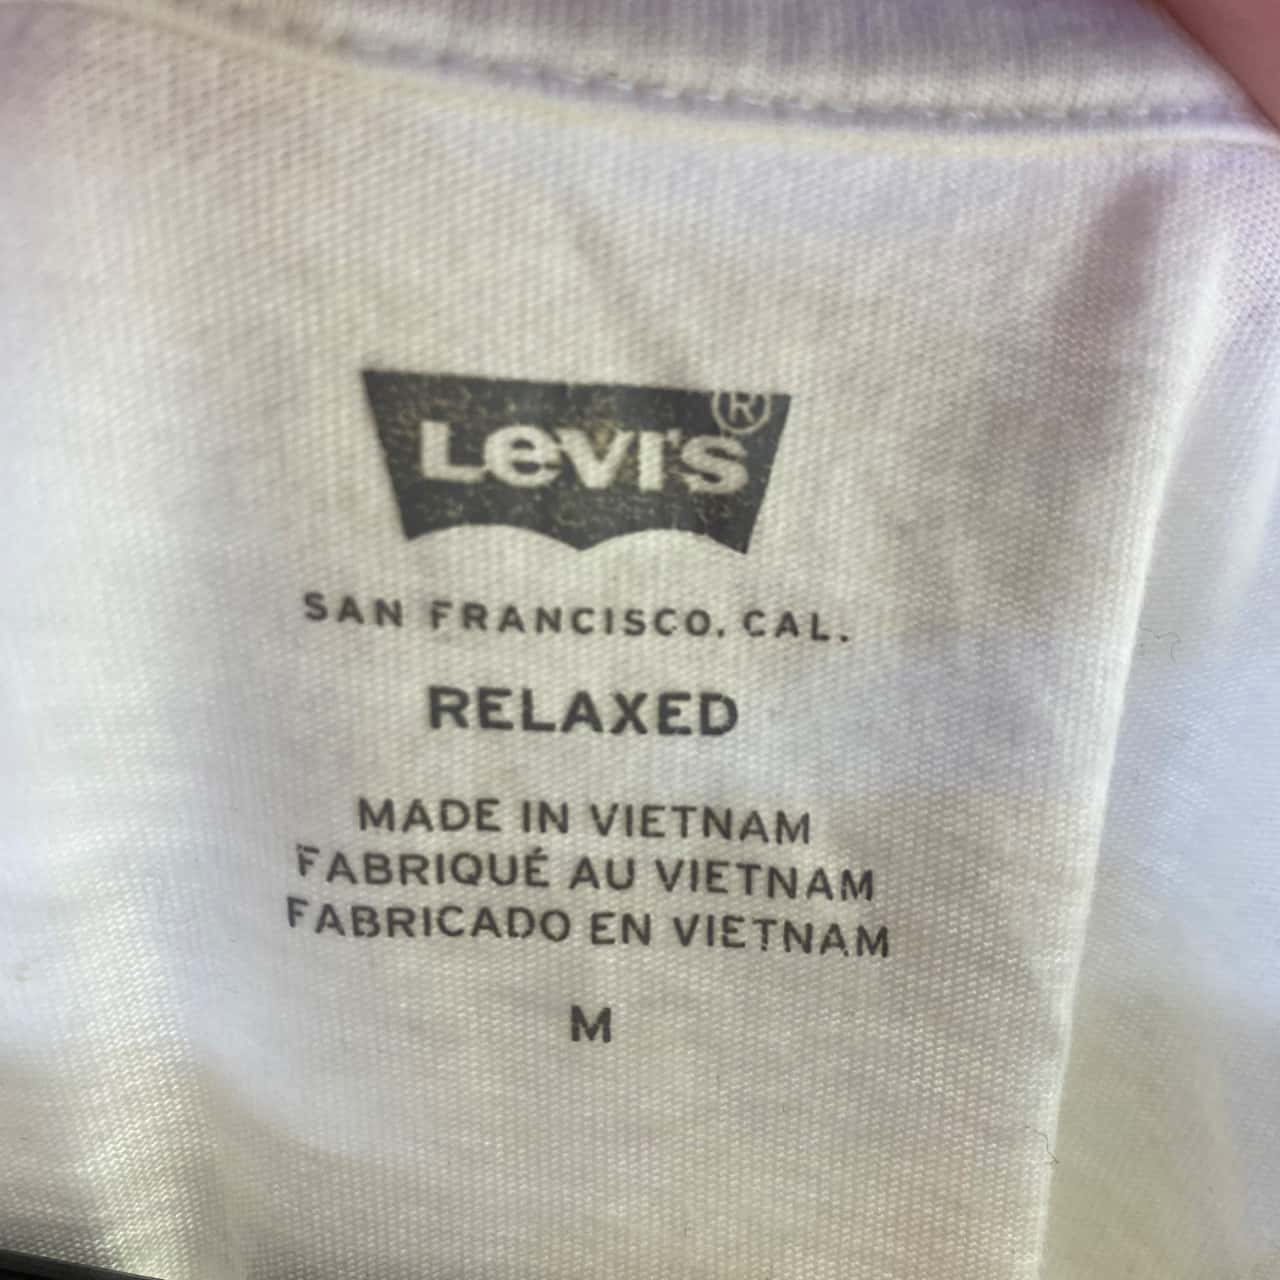 Levi's®
SAN FRANCISCO, CAL.
RELAXED
MADE IN VIETNAM
FABRIQUÉ AU VIETNAM
FABRICADO EN VIETNAM
M